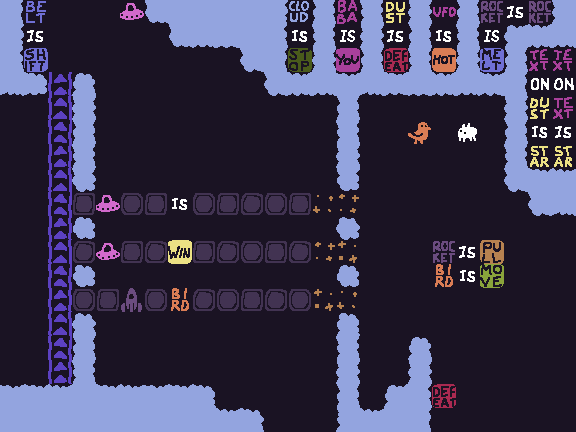 BELT
IS
SHIFT
CLOUD
IS
STOP
BABA
IS
YOU
DUST
IS
DEFEAT
UFO
IS
HOT
ROCKET IS ROCKET
IS
MELT
TEXT TEXT
ON ON
DUST TEXT
IS IS
STAR STAR
IS
WIN
BIRD
ROCKET IS PULL
BIRD IS MOVE
DEFEAT